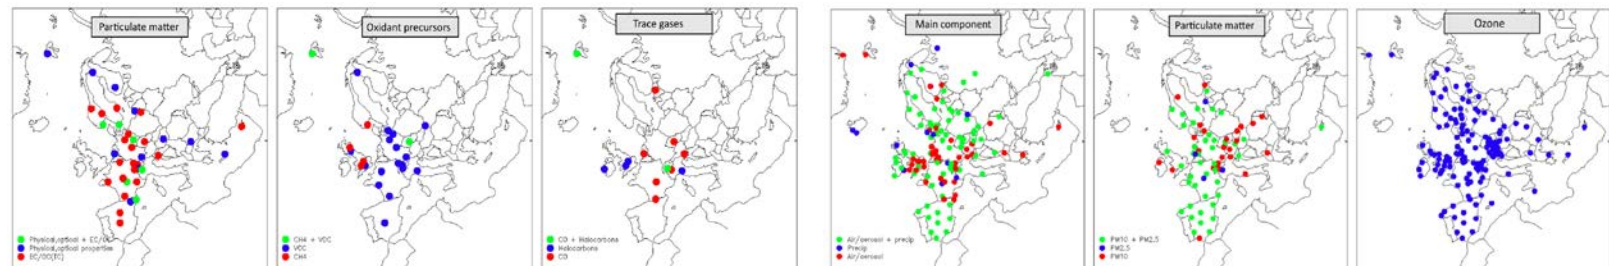 Particulate matter
Physical,optical + EC/OC
Physical,optical properties
EC/OC(TC)
Oxidant precursors
CH4 + VOC
VOC
CH4
Trace gases
CO + Halocarbons
Halocarbons
CO
Main component
Air/aerosol + precip
Precip
Air/aerosol
Particulate matter
PM10 + PM2.5
PM2.5
PM10
Ozone